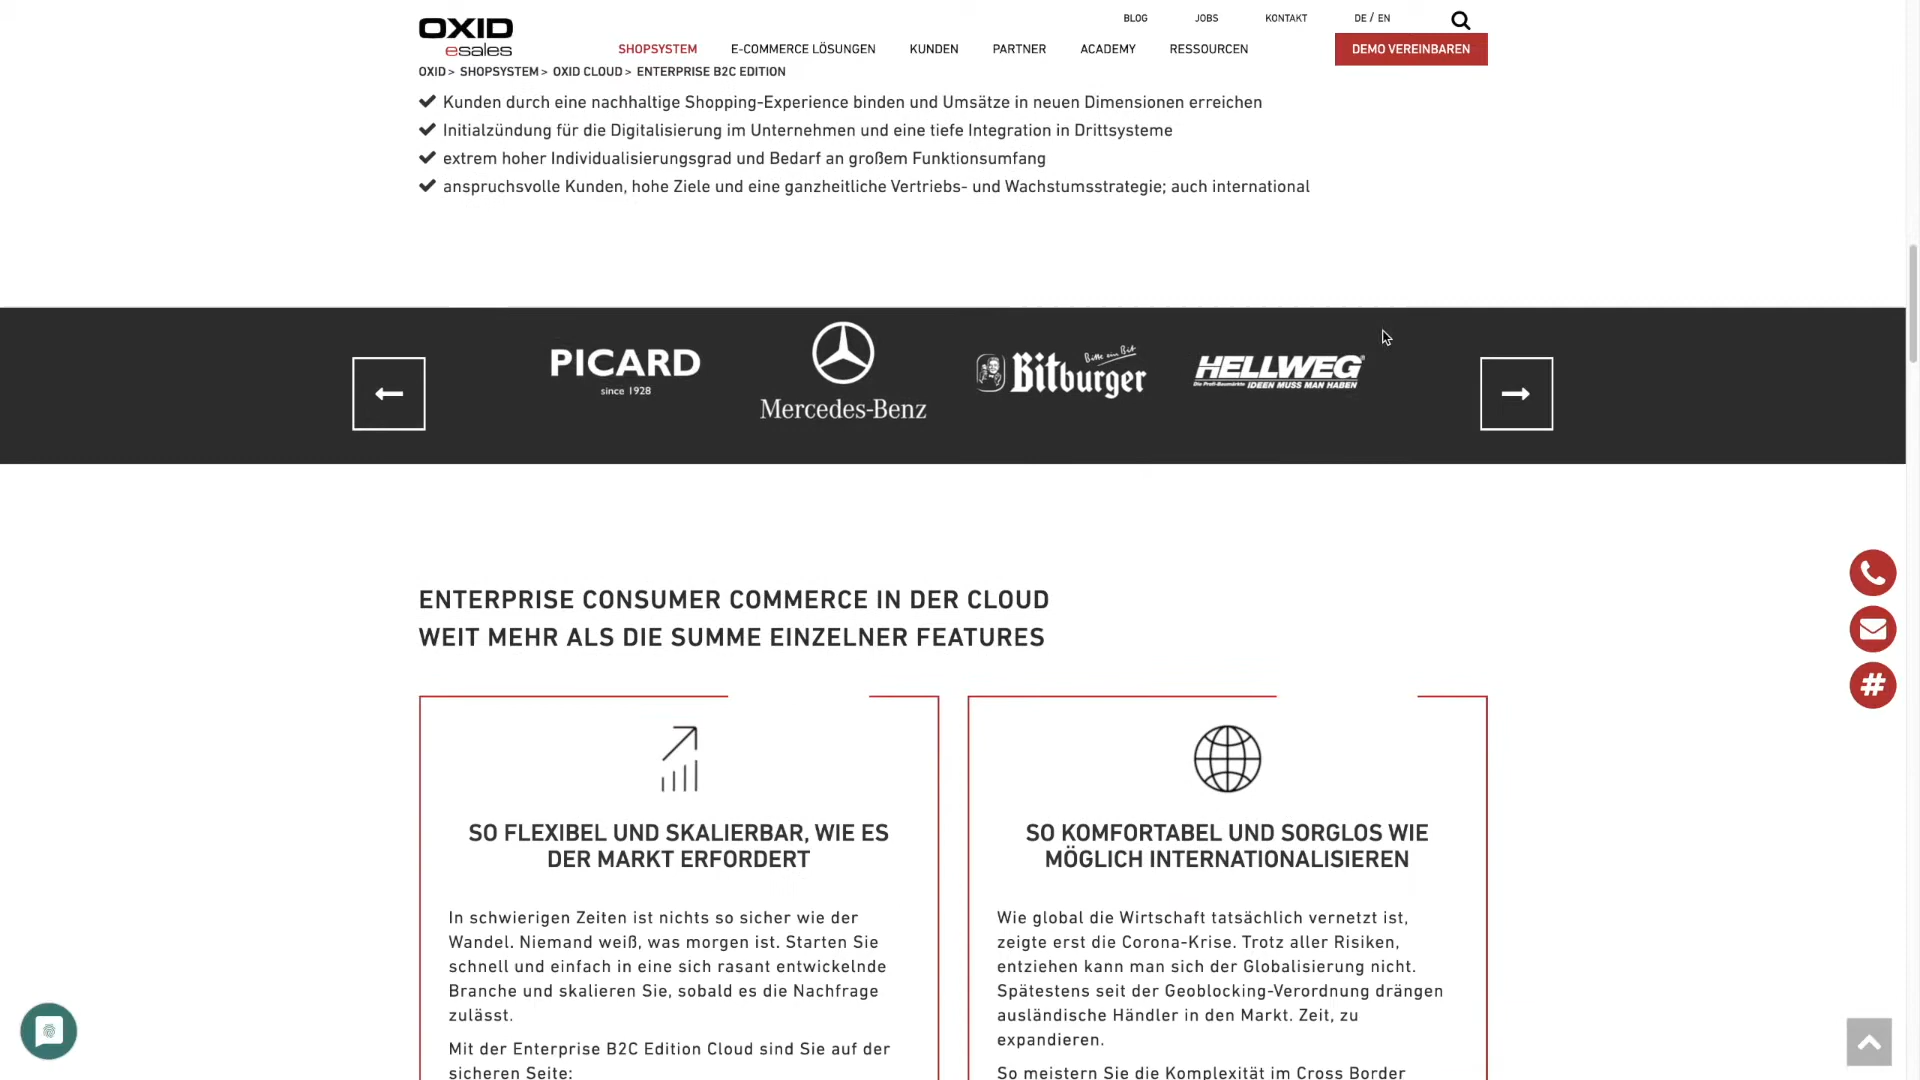 OXID
esales
BLOG
JOBS
KONTAKT
DE / EN
SHOPSYSTEM
E-COMMERCE LÖSUNGEN
KUNDEN
PARTNER
ACADEMY
RESSOURCEN
DEMO VEREINBAREN
OXID > SHOPSYSTEM > OXID CLOUD > ENTERPRISE B2C EDITION
Kunden durch eine nachhaltige Shopping-Experience binden und Umsätze in neuen Dimensionen erreichen
Initialzündung für die Digitalisierung im Unternehmen und eine tiefe Integration in Drittsysteme
extrem hoher Individualisierungsgrad und Bedarf an großem Funktionsumfang
anspruchsvolle Kunden, hohe Ziele und eine ganzheitliche Vertriebs- und Wachstumsstrategie; auch international
PICARD
since 1928
Mercedes-Benz
Bitte ein Bit
Bitburger
HELLWEG
Die Profi-Baumärkte IDEEN MUSS MAN HABEN
ENTERPRISE CONSUMER COMMERCE IN DER CLOUD
WEIT MEHR ALS DIE SUMME EINZELNER FEATURES
SO FLEXIBEL UND SKALIERBAR, WIE ES
DER MARKT ERFORDERT
In schwierigen Zeiten ist nichts so sicher wie der
Wandel. Niemand weiß, was morgen ist. Starten Sie
schnell und einfach in eine sich rasant entwickelnde
Branche und skalieren Sie, sobald es die Nachfrage
zulässt.
Mit der Enterprise B2C Edition Cloud sind Sie auf der
sicheren Seite:
SO KOMFORTABEL UND SORGLOS WIE
MÖGLICH INTERNATIONALISIEREN
Wie global die Wirtschaft tatsächlich vernetzt ist,
zeigte erst die Corona-Krise. Trotz aller Risiken,
entziehen kann man sich der Globalisierung nicht.
Spätestens seit der Geoblocking-Verordnung drängen
ausländische Händler in den Markt. Zeit, zu
expandieren.
So meistern Sie die Komplexität im Cross Border